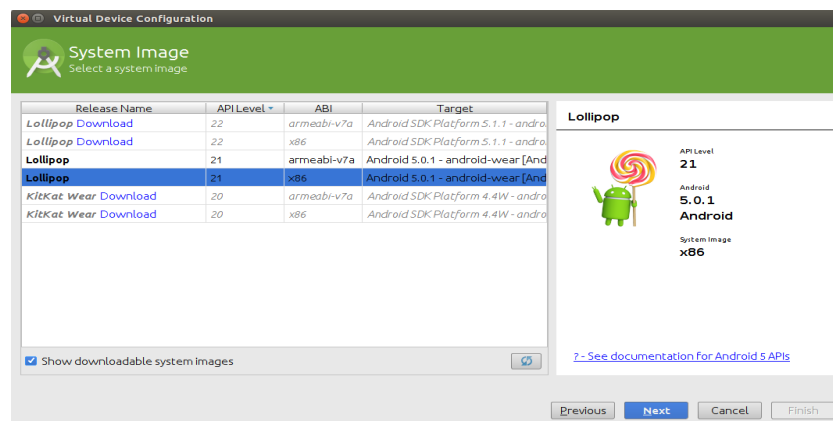 Virtual Device Configuration
System Image
Select a system image
Release Name API Level ABI Target
Lollipop Download 22 armeabi-v7a Android SDK Platform 5.1.1 - andro
Lollipop Download 22 x86 Android SDK Platform 5.1.1 - andro
Lollipop 21 armeabi-v7a Android 5.0.1 - android-wear [And
Lollipop 21 x86 Android 5.0.1 - android-wear [And
KitKat Wear Download 20 armeabi-v7a Android SDK Platform 4.4W - andro
KitKat Wear Download 20 x86 Android SDK Platform 4.4W - andro
Show downloadable system images
Lollipop
API Level
21
Android
5.0.1
Android
System Image
x86
? - See documentation for Android 5 APIs
Previous Next Cancel Finish